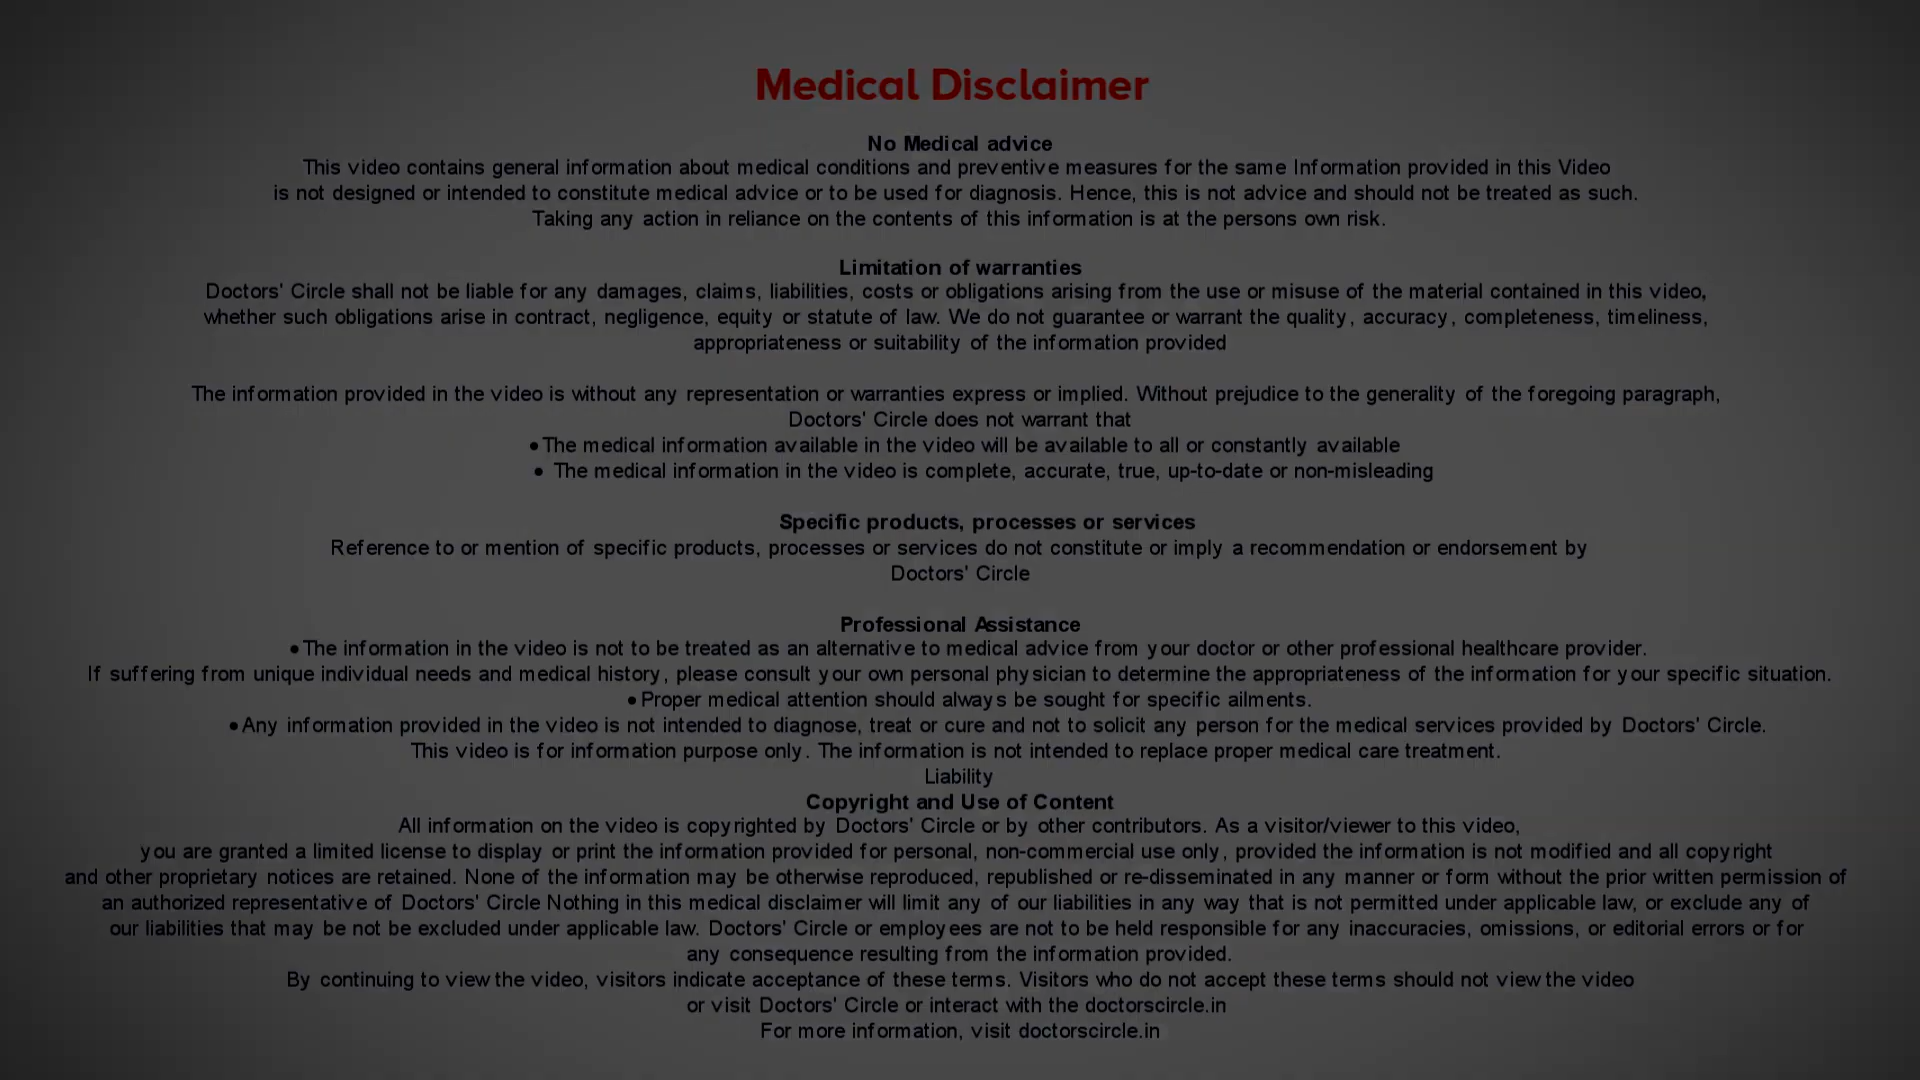 Medical Disclaimer
No Medical advice
This video contains general information about medical conditions and preventive measures for the same Information provided in this Video
is not designed or intended to constitute medical advice or to be used for diagnosis. Hence, this is not advice and should not be treated as such.
Taking any action in reliance on the contents of this information is at the persons own risk.
Limitation of warranties
Doctors' Circle shall not be liable for any damages, claims, liabilities, costs or obligations arising from the use or misuse of the material contained in this video,
whether such obligations arise in contract, negligence, equity or statute of law. We do not guarantee or warrant the quality, accuracy, completeness, timeliness,
appropriateness or suitability of the information provided
The information provided in the video is without any representation or warranties express or implied. Without prejudice to the generality of the foregoing paragraph,
Doctors' Circle does not warrant that
•The medical information available in the video will be available to all or constantly available
• The medical information in the video is complete, accurate, true, up-to-date or non-misleading
Specific products, processes or services
Reference to or mention of specific products, processes or services do not constitute or imply a recommendation or endorsement by
Doctors' Circle
Professional Assistance
•The information in the video is not to be treated as an alternative to medical advice from your doctor or other professional healthcare provider.
If suffering from unique individual needs and medical history, please consult your own personal physician to determine the appropriateness of the information for your specific situation.
•Proper medical attention should always be sought for specific ailments.
•Any information provided in the video is not intended to diagnose, treat or cure and not to solicit any person for the medical services provided by Doctors' Circle.
This video is for information purpose only. The information is not intended to replace proper medical care treatment.
Liability
Copyright and Use of Content
All information on the video is copyrighted by Doctors' Circle or by other contributors. As a visitor/viewer to this video,
you are granted a limited license to display or print the information provided for personal, non-commercial use only, provided the information is not modified and all copyright
and other proprietary notices are retained. None of the information may be otherwise reproduced, republished or re-disseminated in any manner or form without the prior written permission of
an authorized representative of Doctors' Circle Nothing in this medical disclaimer will limit any of our liabilities in any way that is not permitted under applicable law, or exclude any of
our liabilities that may be not be excluded under applicable law. Doctors' Circle or employees are not to be held responsible for any inaccuracies, omissions, or editorial errors or for
any consequence resulting from the information provided.
By continuing to view the video, visitors indicate acceptance of these terms. Visitors who do not accept these terms should not view the video
or visit Doctors' Circle or interact with the doctorscircle.in
For more information, visit doctorscircle.in